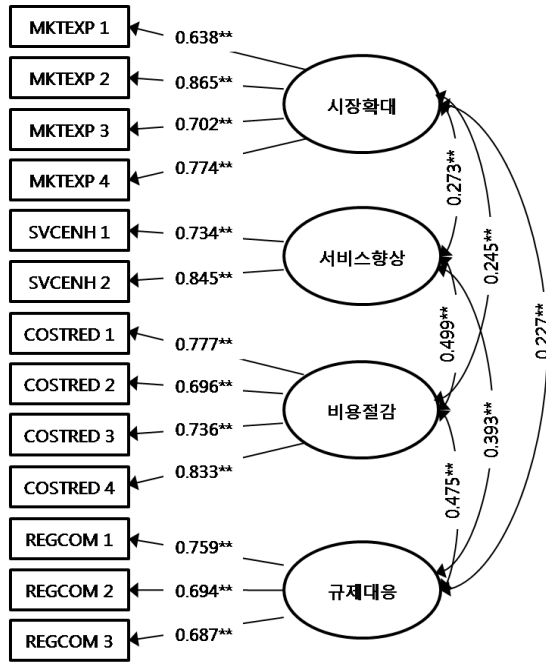 MKTEXP 1
0.638**
MKTEXP 2
0.865**
시장확대
MKTEXP 3
0.702**
MKTEXP 4
0.774**
0.273**
SVCENH 1
0.734**
서비스향상
0.245**
SVCENH 2
0.845**
COSTRED 1
0.777**
0.499**
0.227**
COSTRED 2
0.696**
비용절감
COSTRED 3
0.736**
0.393**
COSTRED 4
0.833**
0.475**
REGCOM 1
0.759**
REGCOM 2
0.694**
규제대응
REGCOM 3
0.687**